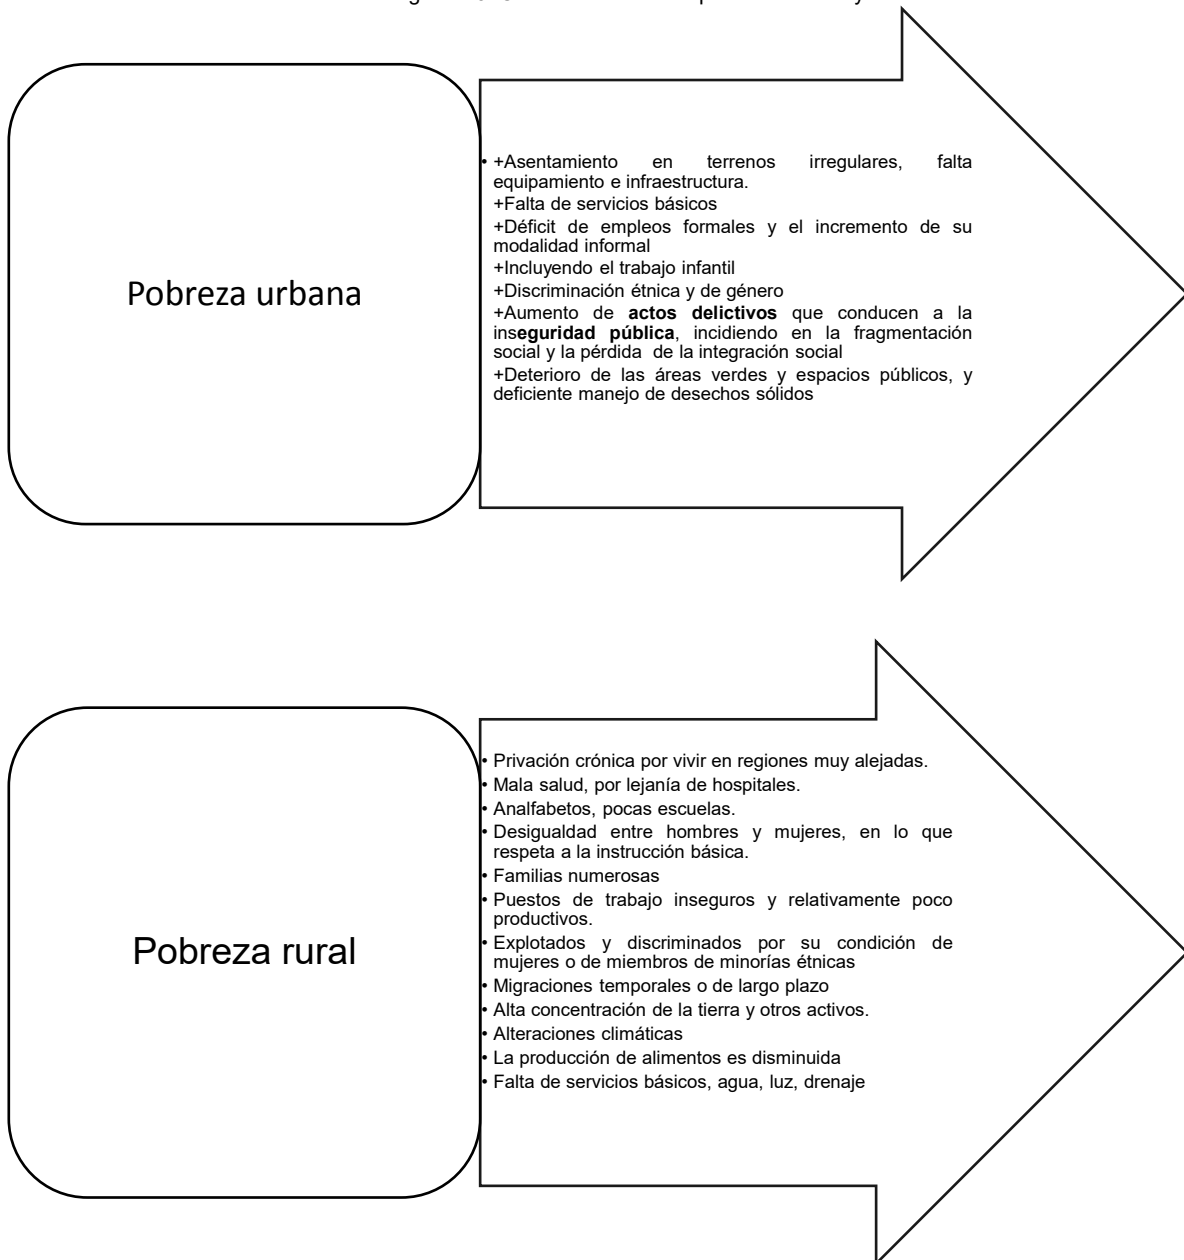 Pobreza urbana
• +Asentamiento en terrenos irregulares, falta
equipamiento e infraestructura.
+Falta de servicios básicos
+Déficit de empleos formales y el incremento de su
modalidad informal
+Incluyendo el trabajo infantil
+Discriminación étnica y de género
+Aumento de actos delictivos que conducen a la
inseguridad pública, incidiendo en la fragmentación
social y la pérdida de la integración social
+Deterioro de las áreas verdes y espacios públicos, y
deficiente manejo de desechos sólidos
Pobreza rural
• Privación crónica por vivir en regiones muy alejadas.
• Mala salud, por lejanía de hospitales.
• Analfabetos, pocas escuelas.
• Desigualdad entre hombres y mujeres, en lo que
respeta a la instrucción básica.
• Familias numerosas
• Puestos de trabajo inseguros y relativamente poco
productivos.
• Explotados y discriminados por su condición de
mujeres o de miembros de minorías étnicas
• Migraciones temporales o de largo plazo
• Alta concentración de la tierra y otros activos.
• Alteraciones climáticas
• La producción de alimentos es disminuida
• Falta de servicios básicos, agua, luz, drenaje